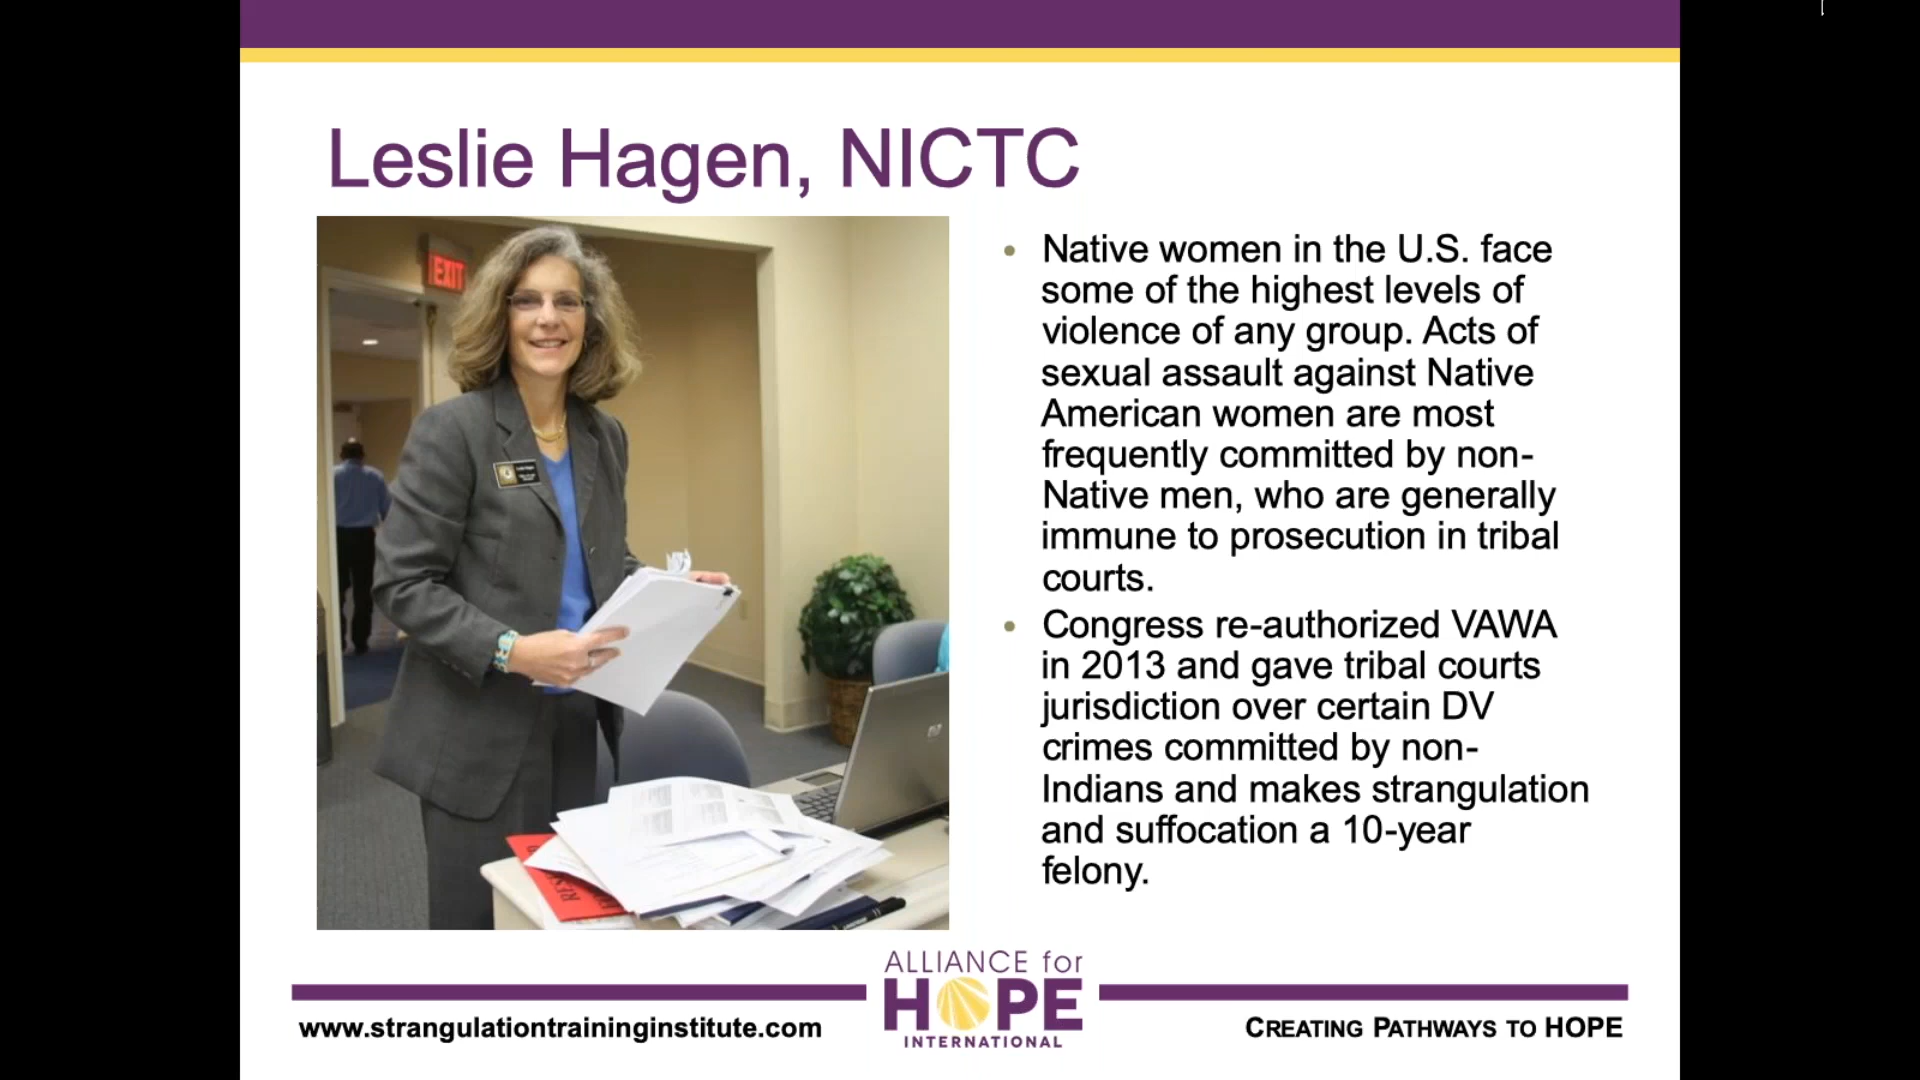 Leslie Hagen, NICTC
EXIT
• Native women in the U.S. face
some of the highest levels of
violence of any group. Acts of
sexual assault against Native
American women are most
frequently committed by non-
Native men, who are generally
immune to prosecution in tribal
courts.
• Congress re-authorized VAWA
in 2013 and gave tribal courts
jurisdiction over certain DV
crimes committed by non-
Indians and makes strangulation
and suffocation a 10-year
felony.
ALLIANCE for
HOPE
INTERNATIONAL
www.strangulationtraininginstitute.com
CREATING PATHWAYS TO HOPE